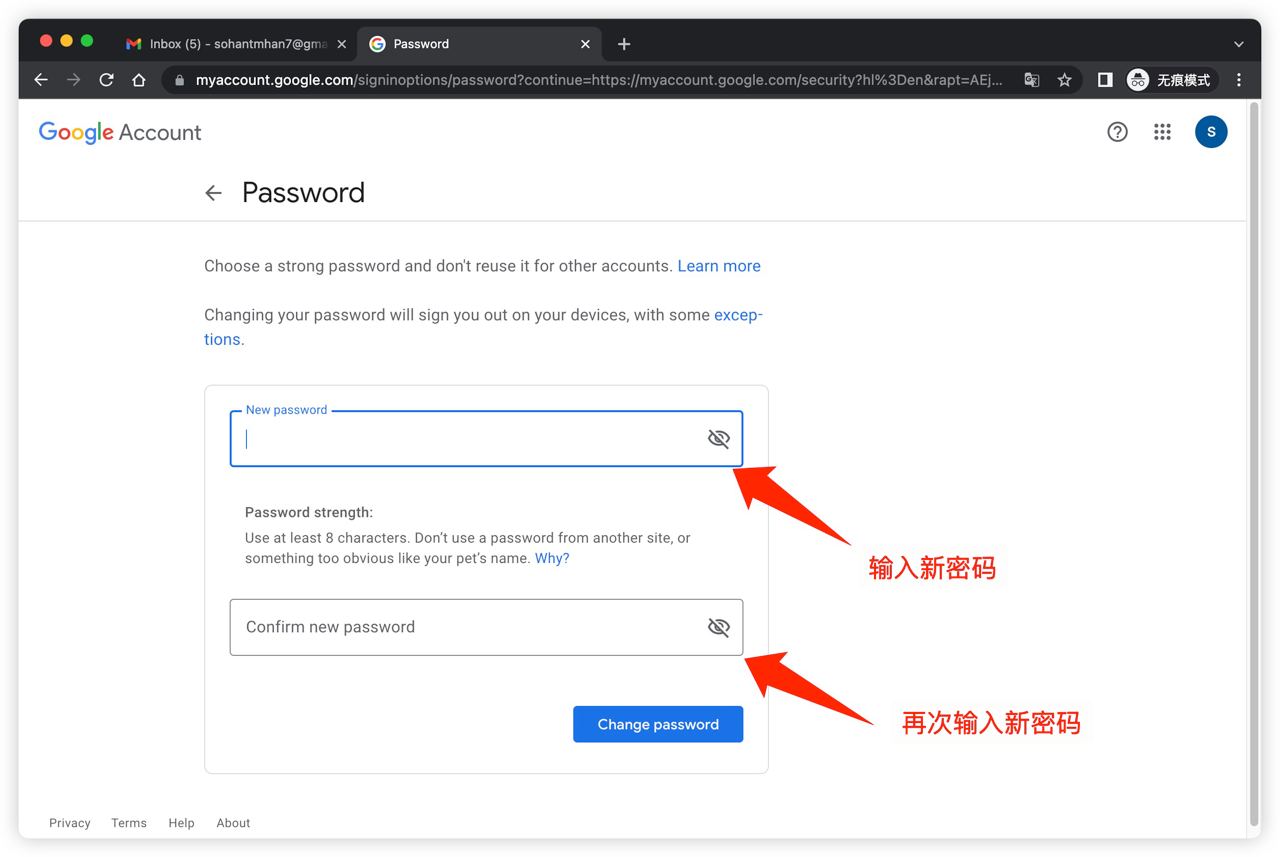 Inbox (5) - sohantmhan7@gma
Password
myaccount.google.com/signinoptions/password?continue=https://myaccount.google.com/security?hl%3Den&rapt=AEj...
无痕模式
Google Account
S
Password
Choose a strong password and don't reuse it for other accounts. Learn more
Changing your password will sign you out on your devices, with some excep-
tions.
New password
Password strength:
Use at least 8 characters. Don’t use a password from another site, or
something too obvious like your pet’s name. Why?
输入新密码
Confirm new password
再次输入新密码
Change password
Privacy Terms Help About